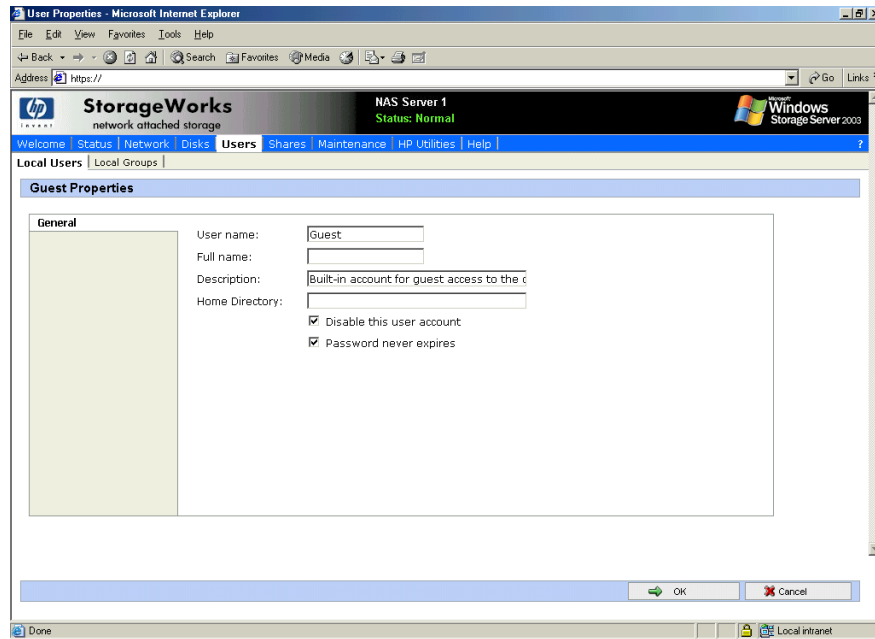 User Properties - Microsoft Internet Explorer
File Edit View Favorites Tools Help
Back Search Favorites Media
Address https:// Go Links
hp invent StorageWorks network attached storage
NAS Server 1
Status: Normal
Microsoft Windows Storage Server 2003
Welcome Status Network Disks Users Shares Maintenance HP Utilities Help ?
Local Users Local Groups
Guest Properties
General
User name: Guest
Full name:
Description: Built-in account for guest access to the c
Home Directory:
Disable this user account
Password never expires
OK Cancel
Done Local intranet